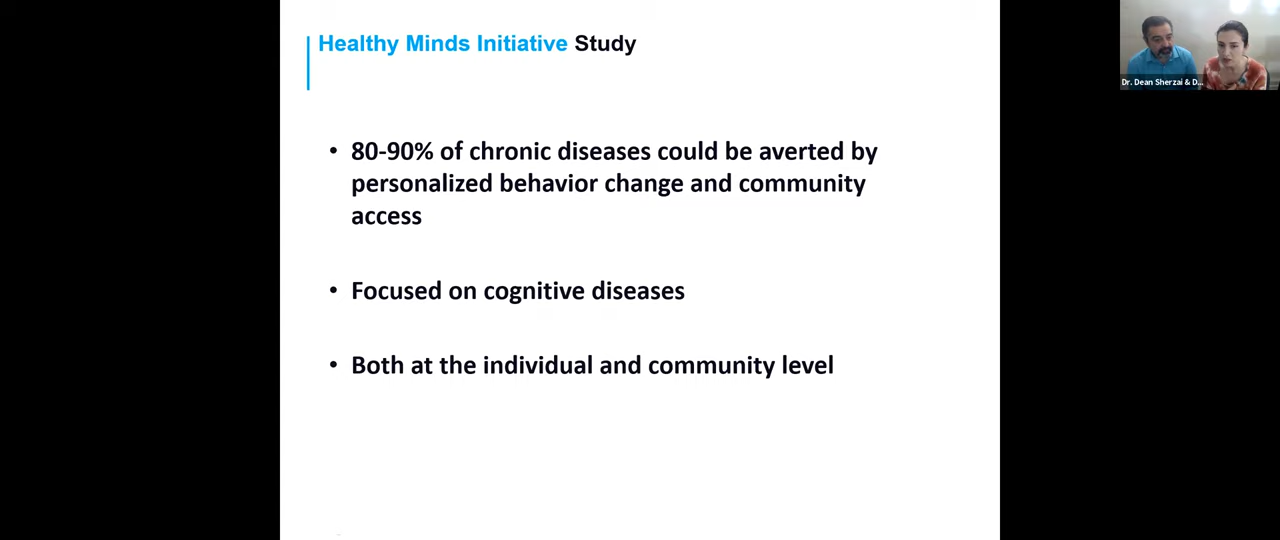 Healthy Minds Initiative Study
Dr. Dean Sherzai & D...
• 80-90% of chronic diseases could be averted by
personalized behavior change and community
access
• Focused on cognitive diseases
• Both at the individual and community level